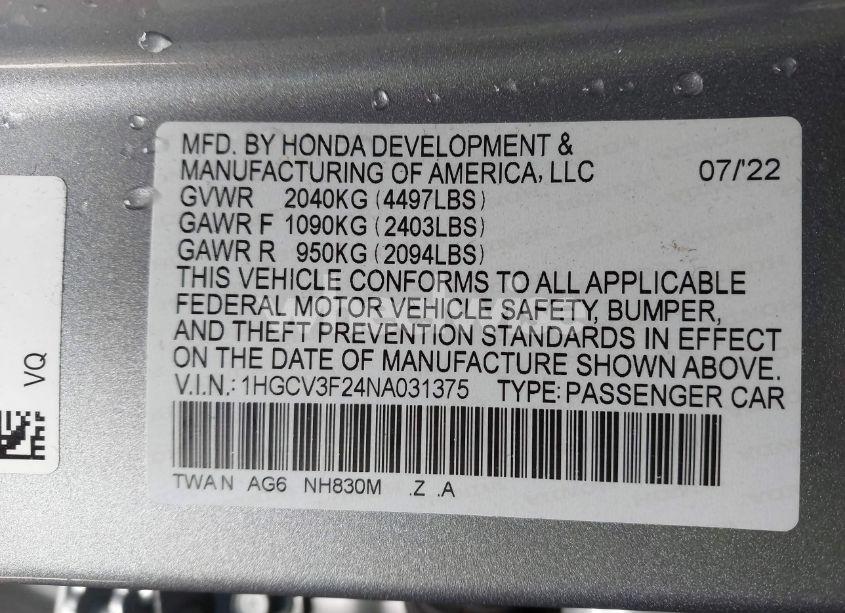 MFD. BY HONDA DEVELOPMENT &
MANUFACTURING OF AMERICA, LLC 07/'22
GVWR 2040KG (4497LBS)
GAWR F 1090KG (2403LBS)
GAWR R 950KG (2094LBS)
THIS VEHICLE CONFORMS TO ALL APPLICABLE
FEDERAL MOTOR VEHICLE SAFETY, BUMPER,
AND THEFT PREVENTION STANDARDS IN EFFECT
ON THE DATE OF MANUFACTURE SHOWN ABOVE.
V.I.N.: 1HGCV3F24NA031375 TYPE: PASSENGER CAR
TWAN AG6 NH830M .Z .A
VQ